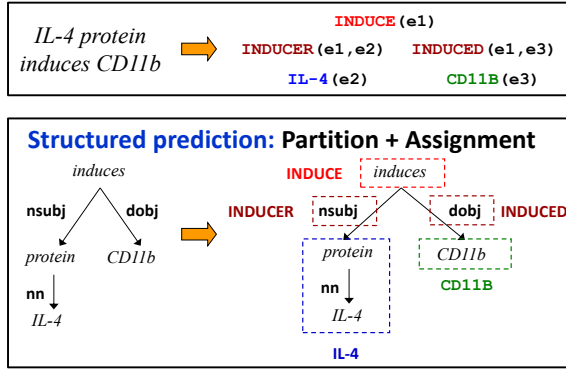 IL-4 protein
induces CD11b
INDUCE(e1)
INDUCER(e1,e2) INDUCED(e1,e3)
IL-4(e2) CD11B(e3)
Structured prediction: Partition + Assignment
induces
nsubj dobj
protein CD11b
nn
IL-4
INDUCE induces
INDUCER nsubj dobj INDUCED
protein CD11b
CD11B
nn
IL-4
IL-4